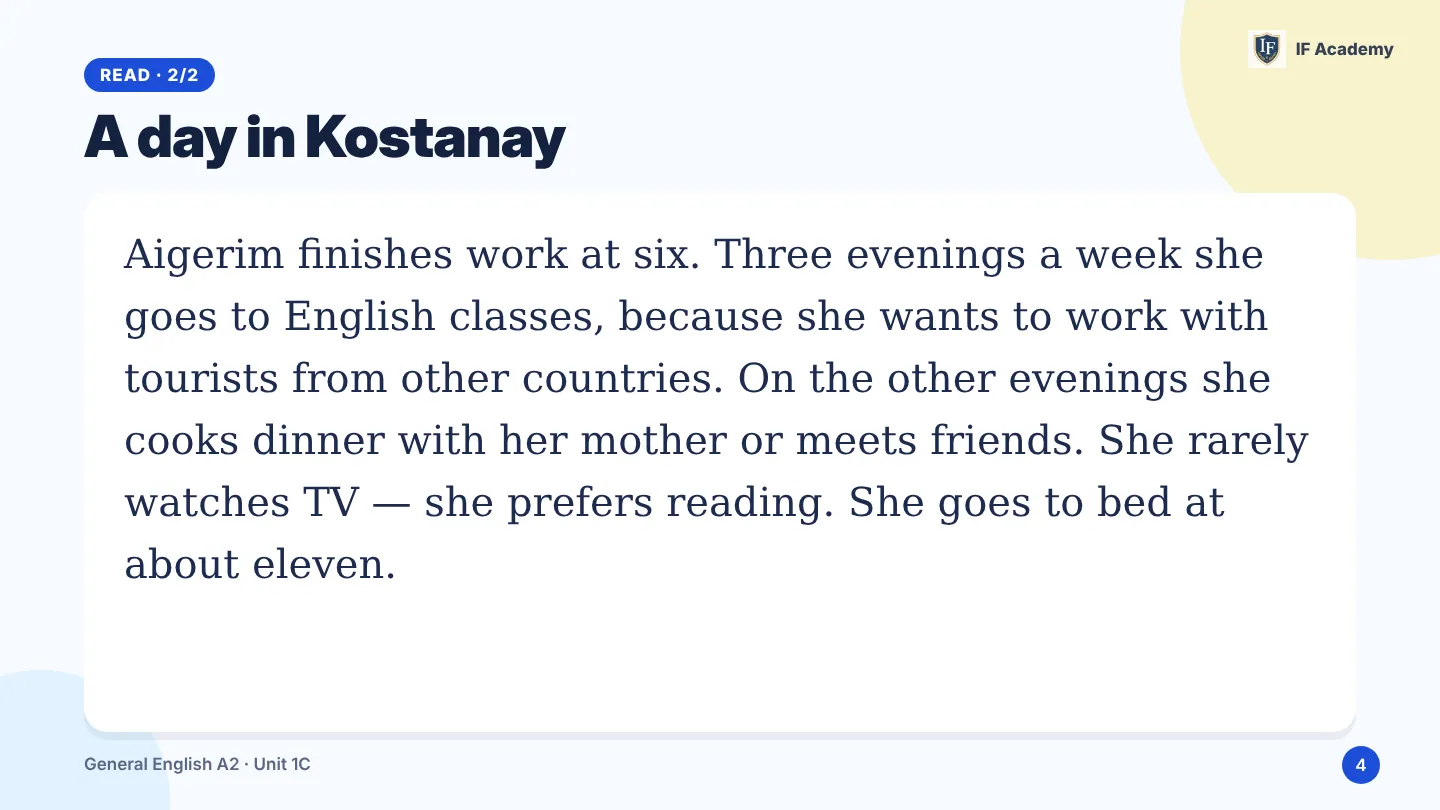 IF
IF Academy
READ · 2/2
A day in Kostanay
Aigerim finishes work at six. Three evenings a week she
goes to English classes, because she wants to work with
tourists from other countries. On the other evenings she
cooks dinner with her mother or meets friends. She rarely
watches TV — she prefers reading. She goes to bed at
about eleven.
General English A2 · Unit 1C
4